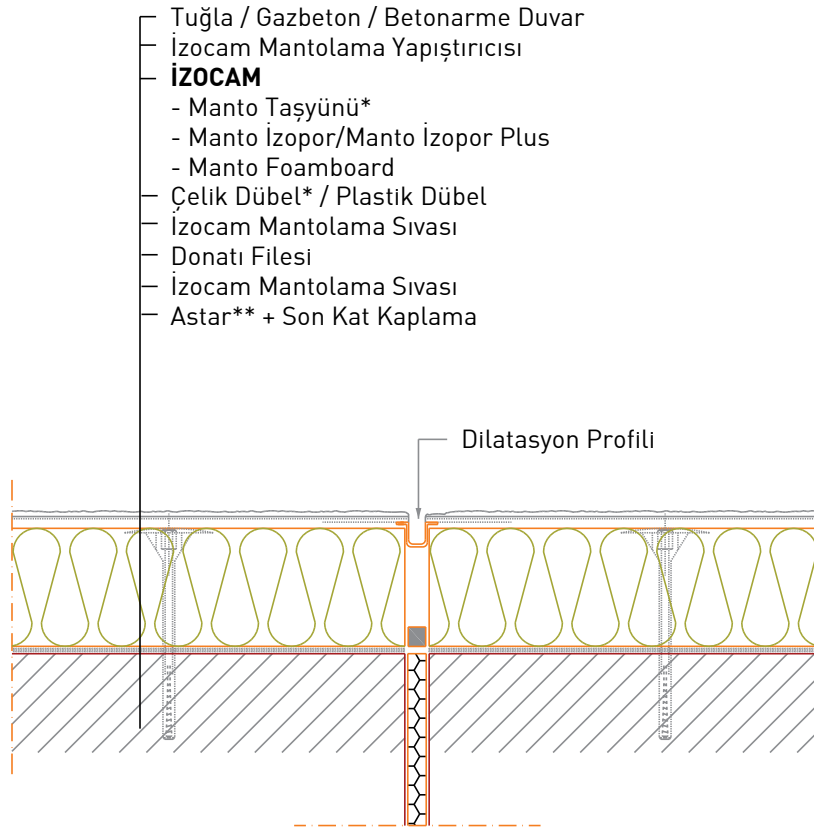 Tuğla / Gazbeton / Betonarme Duvar
İzocam Mantolama Yapıştırıcısı
İZOCAM
- Manto Taşyünü*
- Manto İzopor/Manto İzopor Plus
- Manto Foamboard
Çelik Dübel* / Plastik Dübel
İzocam Mantolama Sıvası
Donatı Filesi
İzocam Mantolama Sıvası
Astar** + Son Kat Kaplama
Dilatasyon Profili